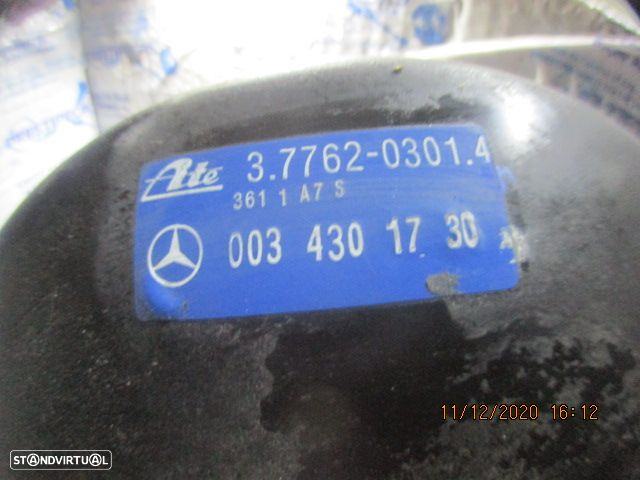 Ate 3.7762-0301.4
361 1 A7 S
003 430 17 30
11/12/2020 16:12
STANDVIRTUAL